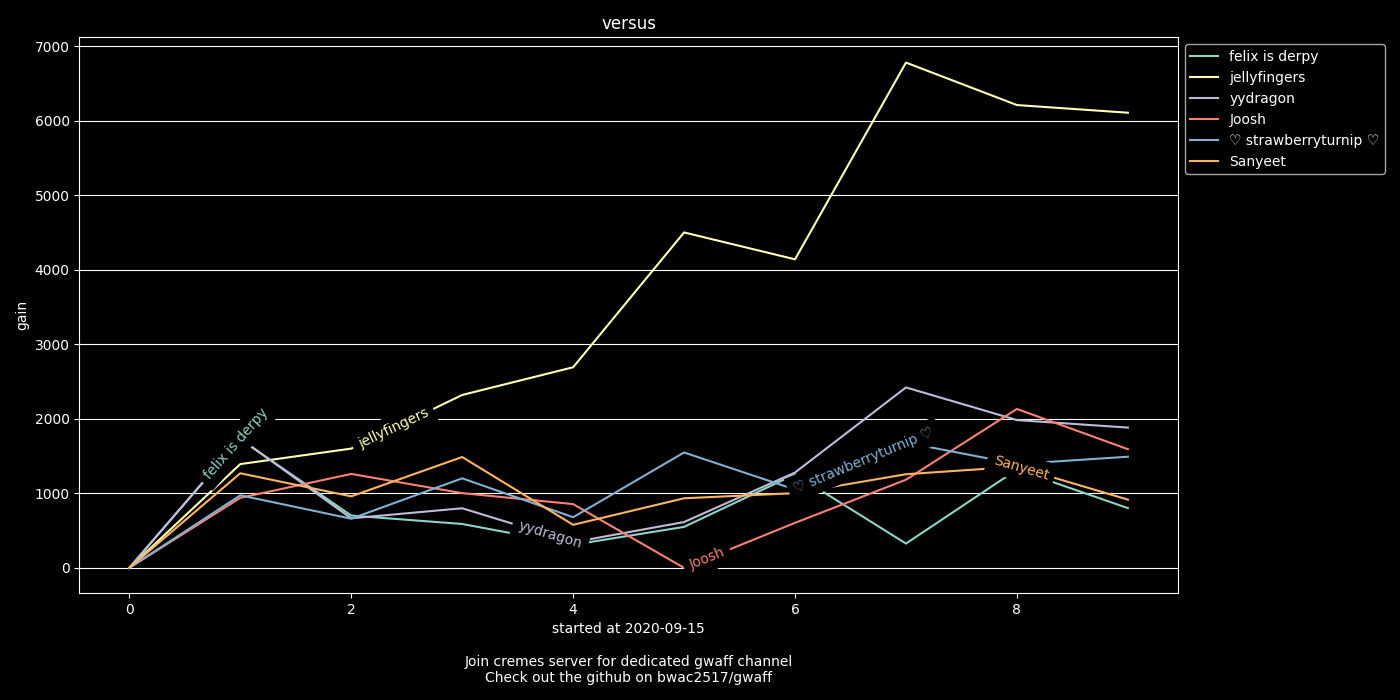 versus
7000
6000
5000
4000
3000
2000
1000
0
gain
felix is derpy
jellyfingers
yydragon
Joosh
♡ strawberryturnip ♡
Sanyeet
0 2 4 6 8
started at 2020-09-15
Join cremes server for dedicated gwaff channel
Check out the github on bwac2517/gwaff
felix is derpy
jellyfingers
yydragon
Joosh
♡ strawberryturnip ♡
Sanyeet